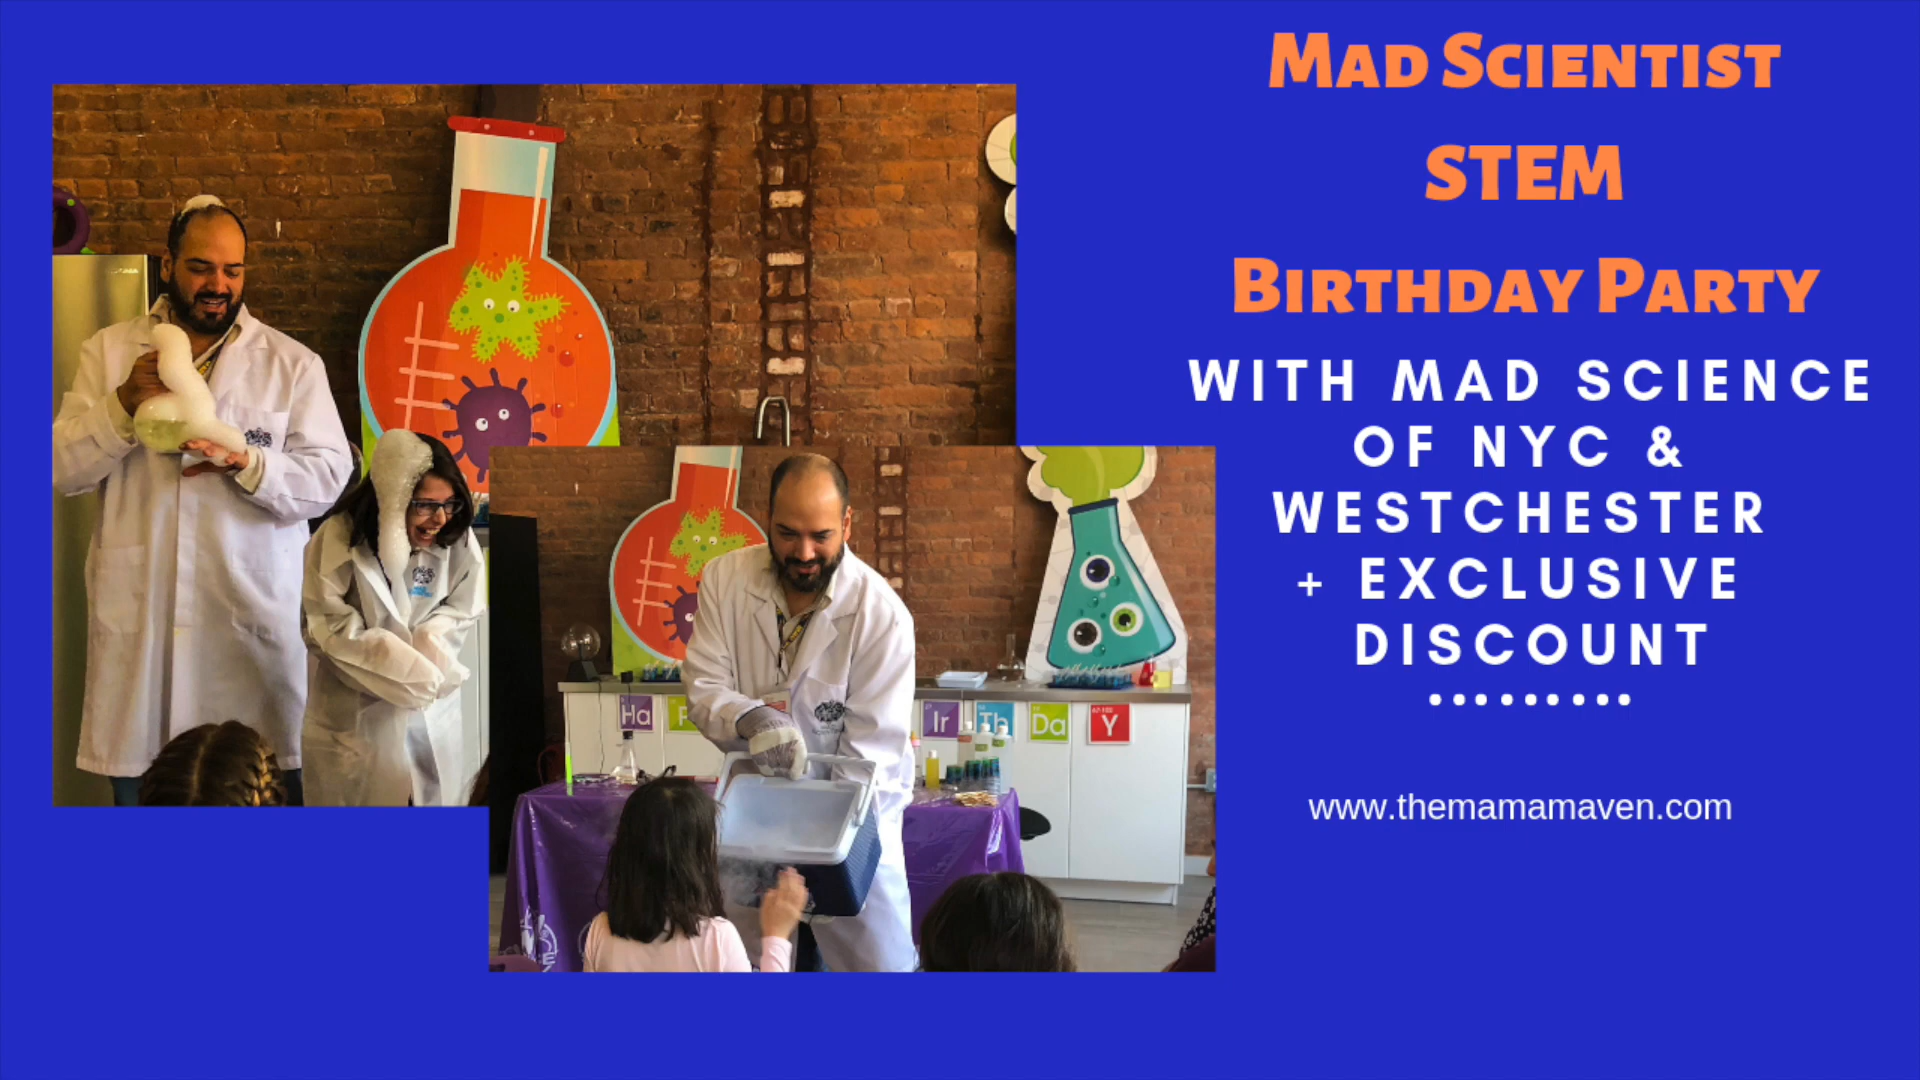 Mad Scientist
STEM
Birthday Party
WITH MAD SCIENCE
OF NYC &
WESTCHESTER
+ EXCLUSIVE
DISCOUNT
www.themamamaven.com
Ha
Ir Th Da Y